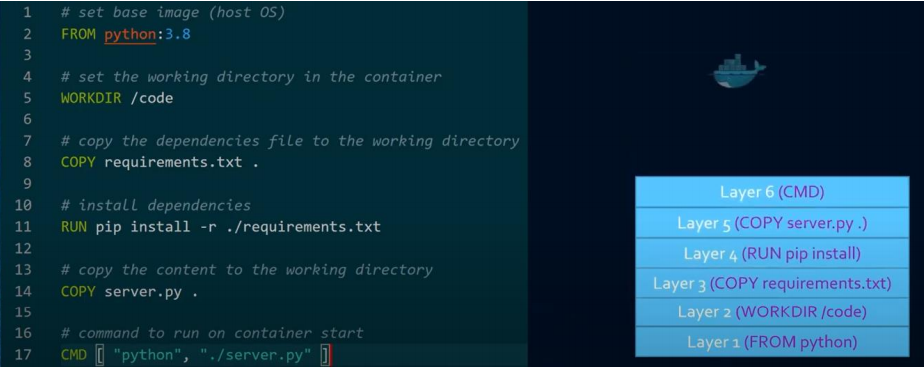 1 # set base image (host OS)
2 FROM python:3.8
3
4 # set the working directory in the container
5 WORKDIR /code
6
7 # copy the dependencies file to the working directory
8 COPY requirements.txt .
9
10 # install dependencies
11 RUN pip install -r ./requirements.txt
12
13 # copy the content to the working directory
14 COPY server.py .
15
16 # command to run on container start
17 CMD [ "python", "./server.py" ]
Layer 6 (CMD)
Layer 5 (COPY server.py .)
Layer 4 (RUN pip install)
Layer 3 (COPY requirements.txt)
Layer 2 (WORKDIR /code)
Layer 1 (FROM python)